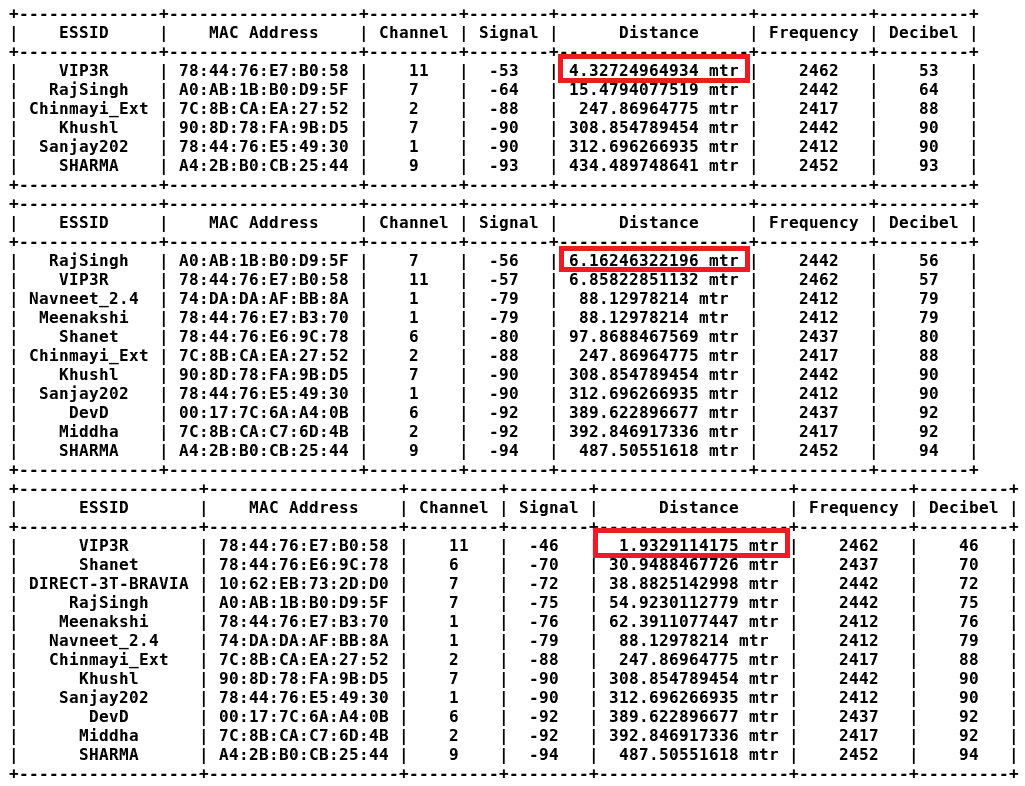 +--------------+-------------------+---------+--------+-------------------+-----------+---------+
|    ESSID     |    MAC Address    | Channel | Signal |      Distance     | Frequency | Decibel |
+--------------+-------------------+---------+--------+-------------------+-----------+---------+
|    VIP3R     | 78:44:76:E7:B0:58 |    11   |  -53   | 4.32724964934 mtr |    2462   |    53   |
|   RajSingh   | A0:AB:1B:B0:D9:5F |    7    |  -64   | 15.4794077519 mtr |    2442   |    64   |
| Chinmayi_Ext | 7C:8B:CA:EA:27:52 |    2    |  -88   |  247.86964775 mtr |    2417   |    88   |
|    Khushl    | 90:8D:78:FA:9B:D5 |    7    |  -90   | 308.854789454 mtr |    2442   |    90   |
|  Sanjay202   | 78:44:76:E5:49:30 |    1    |  -90   | 312.696266935 mtr |    2412   |    90   |
|    SHARMA    | A4:2B:B0:CB:25:44 |    9    |  -93   | 434.489748641 mtr |    2452   |    93   |
+--------------+-------------------+---------+--------+-------------------+-----------+---------+
+--------------+-------------------+---------+--------+-------------------+-----------+---------+
|    ESSID     |    MAC Address    | Channel | Signal |      Distance     | Frequency | Decibel |
+--------------+-------------------+---------+--------+-------------------+-----------+---------+
|   RajSingh   | A0:AB:1B:B0:D9:5F |    7    |  -56   | 6.16246322196 mtr |    2442   |    56   |
|    VIP3R     | 78:44:76:E7:B0:58 |    11   |  -57   | 6.85822851132 mtr |    2462   |    57   |
| Navneet_2.4  | 74:DA:DA:AF:BB:8A |    1    |  -79   |  88.12978214 mtr  |    2412   |    79   |
|  Meenakshi   | 78:44:76:E7:B3:70 |    1    |  -79   |  88.12978214 mtr  |    2412   |    79   |
|    Shanet    | 78:44:76:E6:9C:78 |    6    |  -80   | 97.8688467569 mtr |    2437   |    80   |
| Chinmayi_Ext | 7C:8B:CA:EA:27:52 |    2    |  -88   |  247.86964775 mtr |    2417   |    88   |
|    Khushl    | 90:8D:78:FA:9B:D5 |    7    |  -90   | 308.854789454 mtr |    2442   |    90   |
|  Sanjay202   | 78:44:76:E5:49:30 |    1    |  -90   | 312.696266935 mtr |    2412   |    90   |
|     DevD     | 00:17:7C:6A:A4:0B |    6    |  -92   | 389.622896677 mtr |    2437   |    92   |
|    Middha    | 7C:8B:CA:C7:6D:4B |    2    |  -92   | 392.846917336 mtr |    2417   |    92   |
|    SHARMA    | A4:2B:B0:CB:25:44 |    9    |  -94   |  487.50551618 mtr |    2452   |    94   |
+--------------+-------------------+---------+--------+-------------------+-----------+---------+
+------------------+-------------------+---------+--------+-------------------+-----------+---------+
|      ESSID       |    MAC Address    | Channel | Signal |      Distance     | Frequency | Decibel |
+------------------+-------------------+---------+--------+-------------------+-----------+---------+
|      VIP3R       | 78:44:76:E7:B0:58 |    11   |  -46   |  1.9329114175 mtr |    2462   |    46   |
|      Shanet      | 78:44:76:E6:9C:78 |    6    |  -70   | 30.9488467726 mtr |    2437   |    70   |
| DIRECT-3T-BRAVIA | 10:62:EB:73:2D:D0 |    7    |  -72   | 38.8825142998 mtr |    2442   |    72   |
|     RajSingh     | A0:AB:1B:B0:D9:5F |    7    |  -75   | 54.9230112779 mtr |    2442   |    75   |
|    Meenakshi     | 78:44:76:E7:B3:70 |    1    |  -76   | 62.3911077447 mtr |    2412   |    76   |
|   Navneet_2.4    | 74:DA:DA:AF:BB:8A |    1    |  -79   |  88.12978214 mtr  |    2412   |    79   |
|   Chinmayi_Ext   | 7C:8B:CA:EA:27:52 |    2    |  -88   |  247.86964775 mtr |    2417   |    88   |
|      Khushl      | 90:8D:78:FA:9B:D5 |    7    |  -90   | 308.854789454 mtr |    2442   |    90   |
|    Sanjay202     | 78:44:76:E5:49:30 |    1    |  -90   | 312.696266935 mtr |    2412   |    90   |
|       DevD       | 00:17:7C:6A:A4:0B |    6    |  -92   | 389.622896677 mtr |    2437   |    92   |
|      Middha      | 7C:8B:CA:C7:6D:4B |    2    |  -92   | 392.846917336 mtr |    2417   |    92   |
|      SHARMA      | A4:2B:B0:CB:25:44 |    9    |  -94   |  487.50551618 mtr |    2452   |    94   |
+------------------+-------------------+---------+--------+-------------------+-----------+---------+